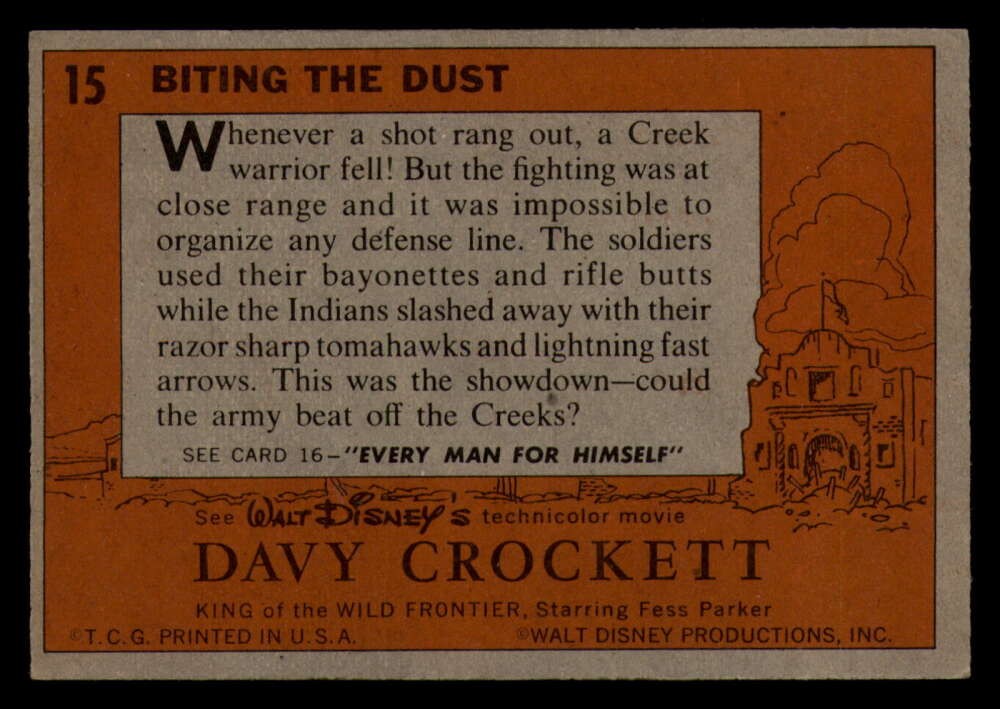 15 BITING THE DUST
Whenever a shot rang out, a Creek
warrior fell! But the fighting was at
close range and it was impossible to
organize any defense line. The soldiers
used their bayonettes and rifle butts
while the Indians slashed away with their
razor sharp tomahawks and lightning fast
arrows. This was the showdown—could
the army beat off the Creeks?
SEE CARD 16—"EVERY MAN FOR HIMSELF"
See WALT DISNEY'S technicolor movie
DAVY CROCKETT
KING of the WILD FRONTIER, Starring Fess Parker
©T.C.G. PRINTED IN U.S.A. ©WALT DISNEY PRODUCTIONS, INC.